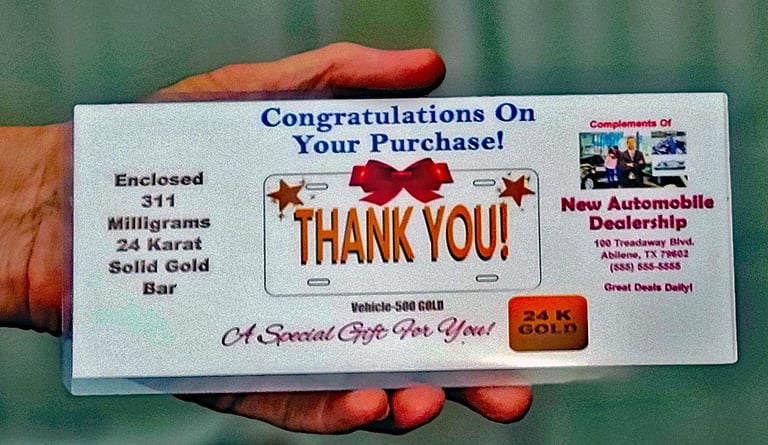 Congratulations On
Your Purchase!
Enclosed
311
Milligrams
24 Karat
Solid Gold
Bar
THANK YOU!
Vehicle-500 GOLD
A Special Gift For You!
24 K
GOLD
Complements Of
New Automobile
Dealership
100 Treadaway Blvd.
Abilene, TX 79602
(555) 555-5555
Great Deals Daily!